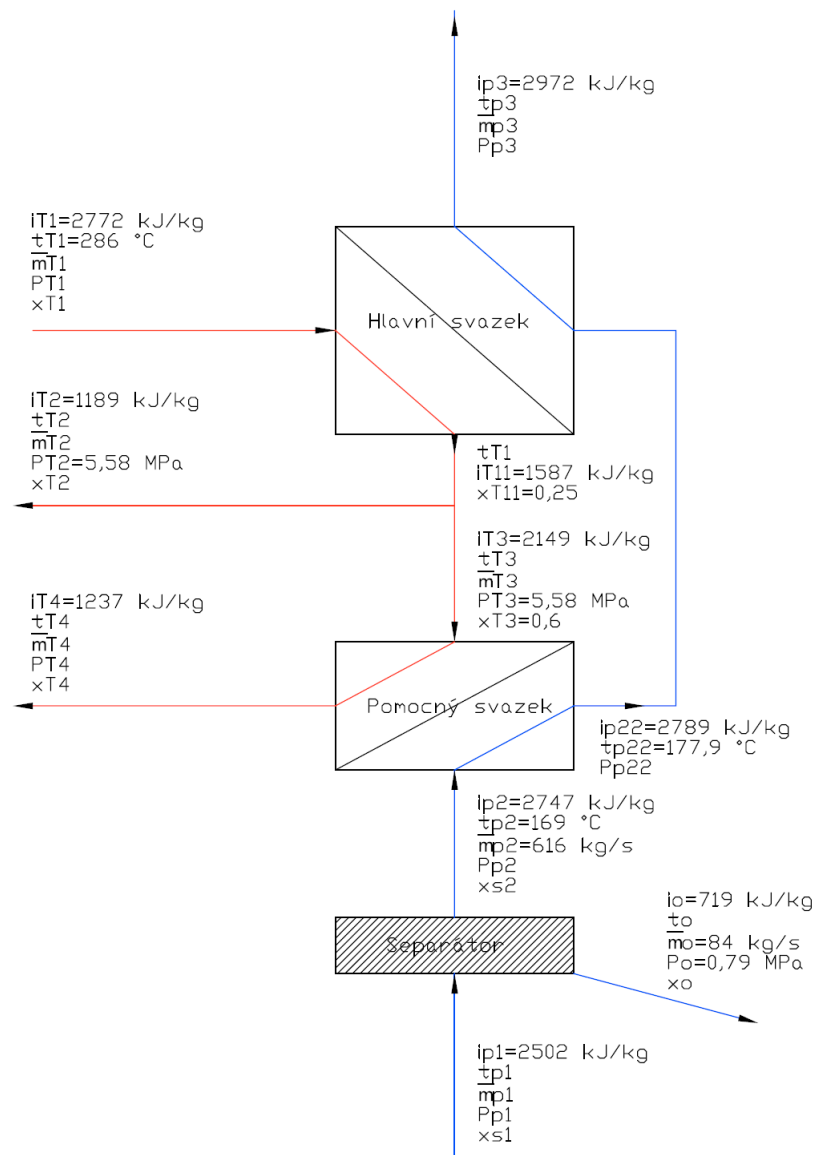 ip3=2972 kJ/kg
tp3
mp3
Pp3
iT1=2772 kJ/kg
tT1=286 °C
mT1
PT1
xT1
Hlavní svazek
iT2=1189 kJ/kg
tT2
mT2
PT2=5,58 MPa
xT2
tT1
iT11=1587 kJ/kg
xT11=0,25
iT3=2149 kJ/kg
tT3
mT3
PT3=5,58 MPa
xT3=0,6
iT4=1237 kJ/kg
tT4
mT4
PT4
xT4
Pomocný svazek
ip22=2789 kJ/kg
tp22=177,9 °C
Pp22
ip2=2747 kJ/kg
tp2=169 °C
mp2=616 kg/s
Pp2
xs2
io=719 kJ/kg
to
mo=84 kg/s
Po=0,79 MPa
xo
Separátor
ip1=2502 kJ/kg
tp1
mp1
Pp1
xs1